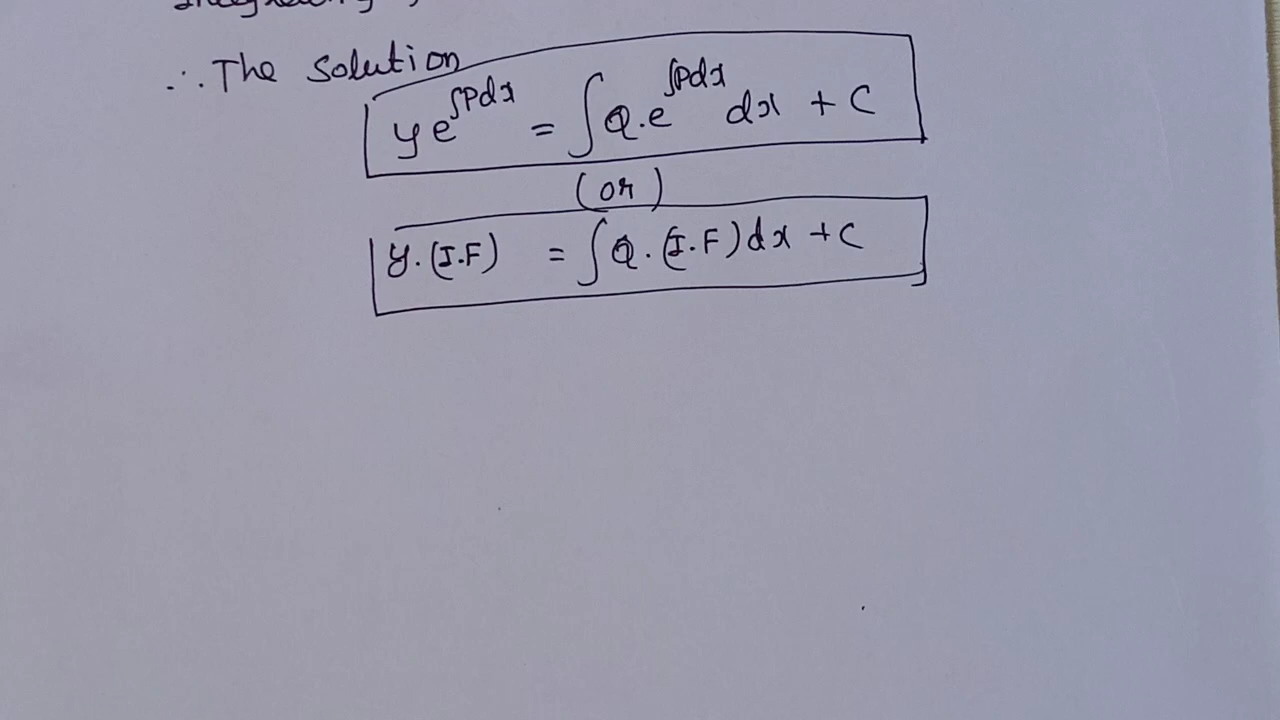 ∴ The Solution
y e^∫Pdx = ∫Q.e^∫Pdx dx + C
(or)
y.(I.F) = ∫Q.(I.F)dx + C